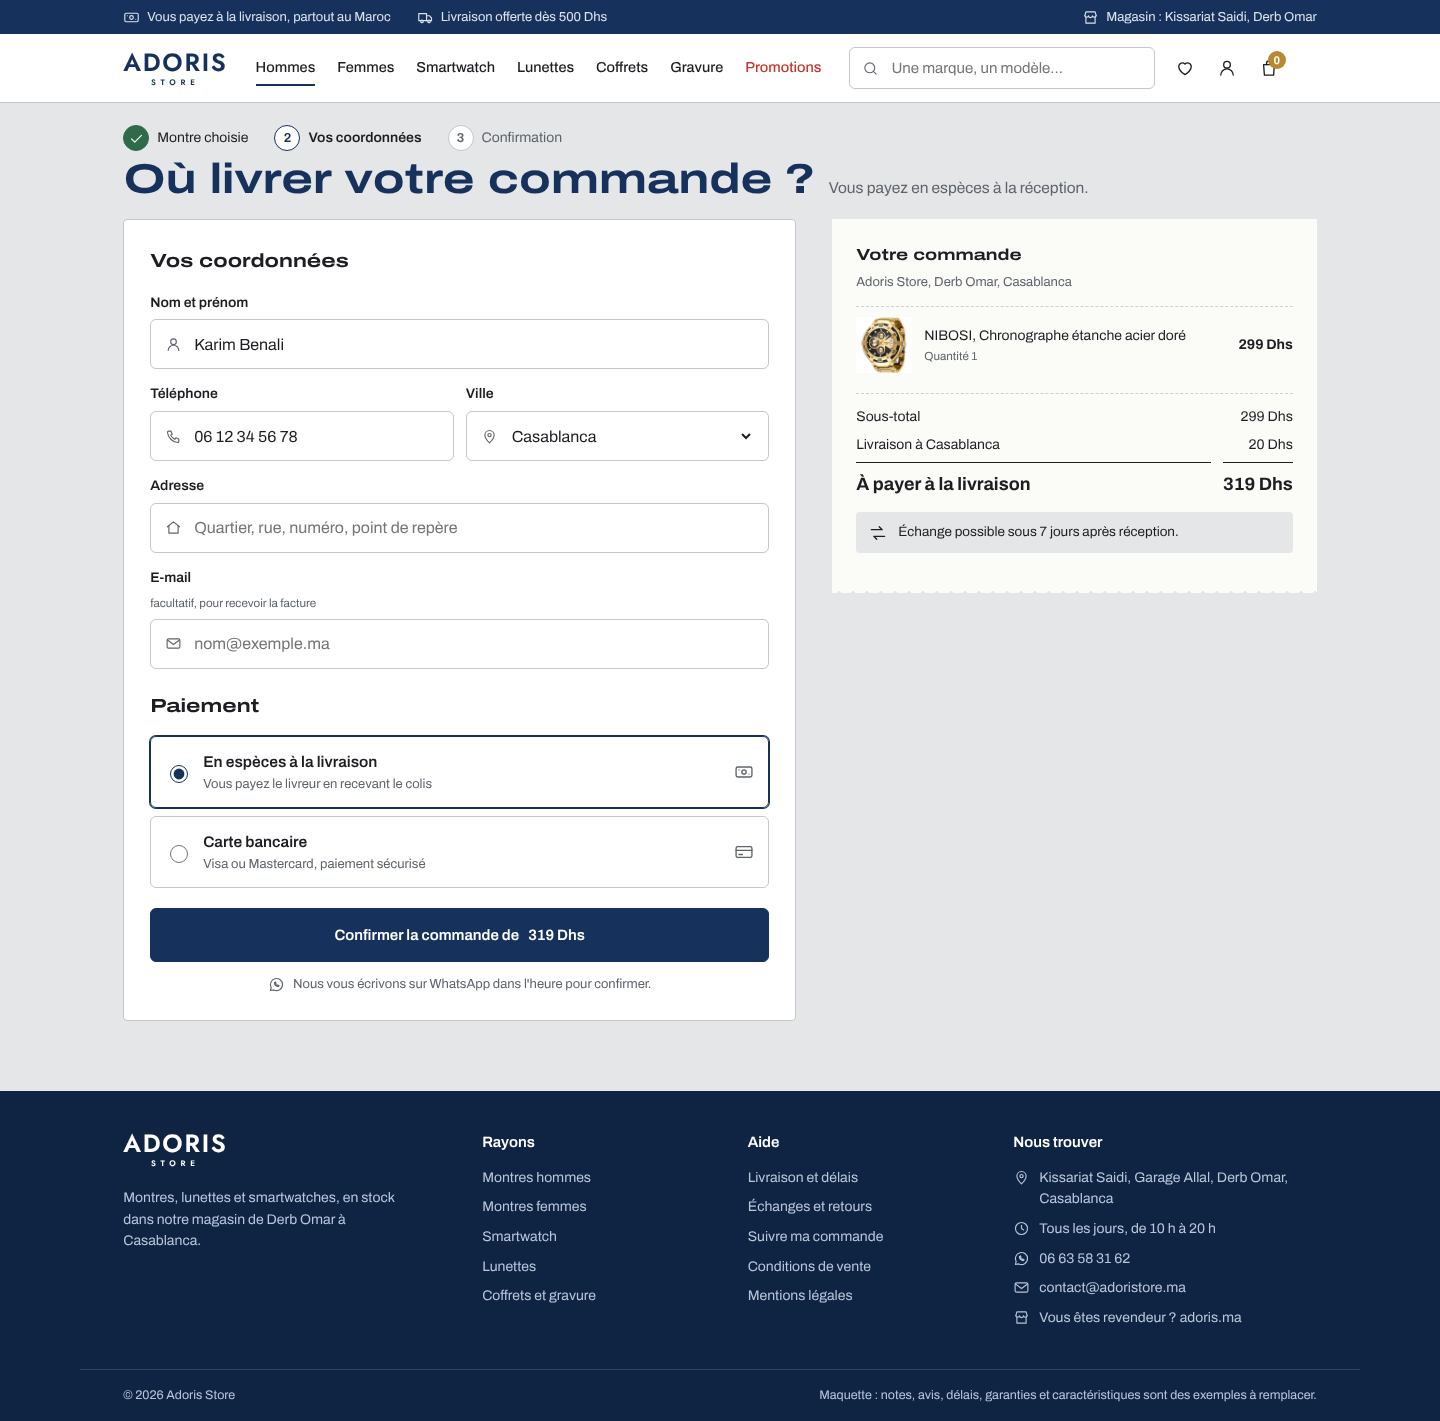 Vous payez à la livraison, partout au Maroc
Livraison offerte dès 500 Dhs
Magasin : Kissariat Saidi, Derb Omar
ADORIS
STORE
Hommes
Femmes
Smartwatch
Lunettes
Coffrets
Gravure
Promotions
Une marque, un modèle...
0
Montre choisie
2
Vos coordonnées
3
Confirmation
Où livrer votre commande ?
Vous payez en espèces à la réception.
Vos coordonnées
Nom et prénom
Karim Benali
Téléphone
06 12 34 56 78
Ville
Casablanca
Adresse
Quartier, rue, numéro, point de repère
E-mail
facultatif, pour recevoir la facture
nom@exemple.ma
Paiement
En espèces à la livraison
Vous payez le livreur en recevant le colis
Carte bancaire
Visa ou Mastercard, paiement sécurisé
Confirmer la commande de 319 Dhs
Nous vous écrivons sur WhatsApp dans l'heure pour confirmer.
Votre commande
Adoris Store, Derb Omar, Casablanca
NIBOSI, Chronographe étanche acier doré
Quantité 1
299 Dhs
Sous-total
299 Dhs
Livraison à Casablanca
20 Dhs
À payer à la livraison
319 Dhs
Échange possible sous 7 jours après réception.
ADORIS
STORE
Montres, lunettes et smartwatches, en stock
dans notre magasin de Derb Omar à
Casablanca.
Rayons
Montres hommes
Montres femmes
Smartwatch
Lunettes
Coffrets et gravure
Aide
Livraison et délais
Échanges et retours
Suivre ma commande
Conditions de vente
Mentions légales
Nous trouver
Kissariat Saidi, Garage Allal, Derb Omar,
Casablanca
Tous les jours, de 10 h à 20 h
06 63 58 31 62
contact@adoristore.ma
Vous êtes revendeur ? adoris.ma
© 2026 Adoris Store
Maquette : notes, avis, délais, garanties et caractéristiques sont des exemples à remplacer.